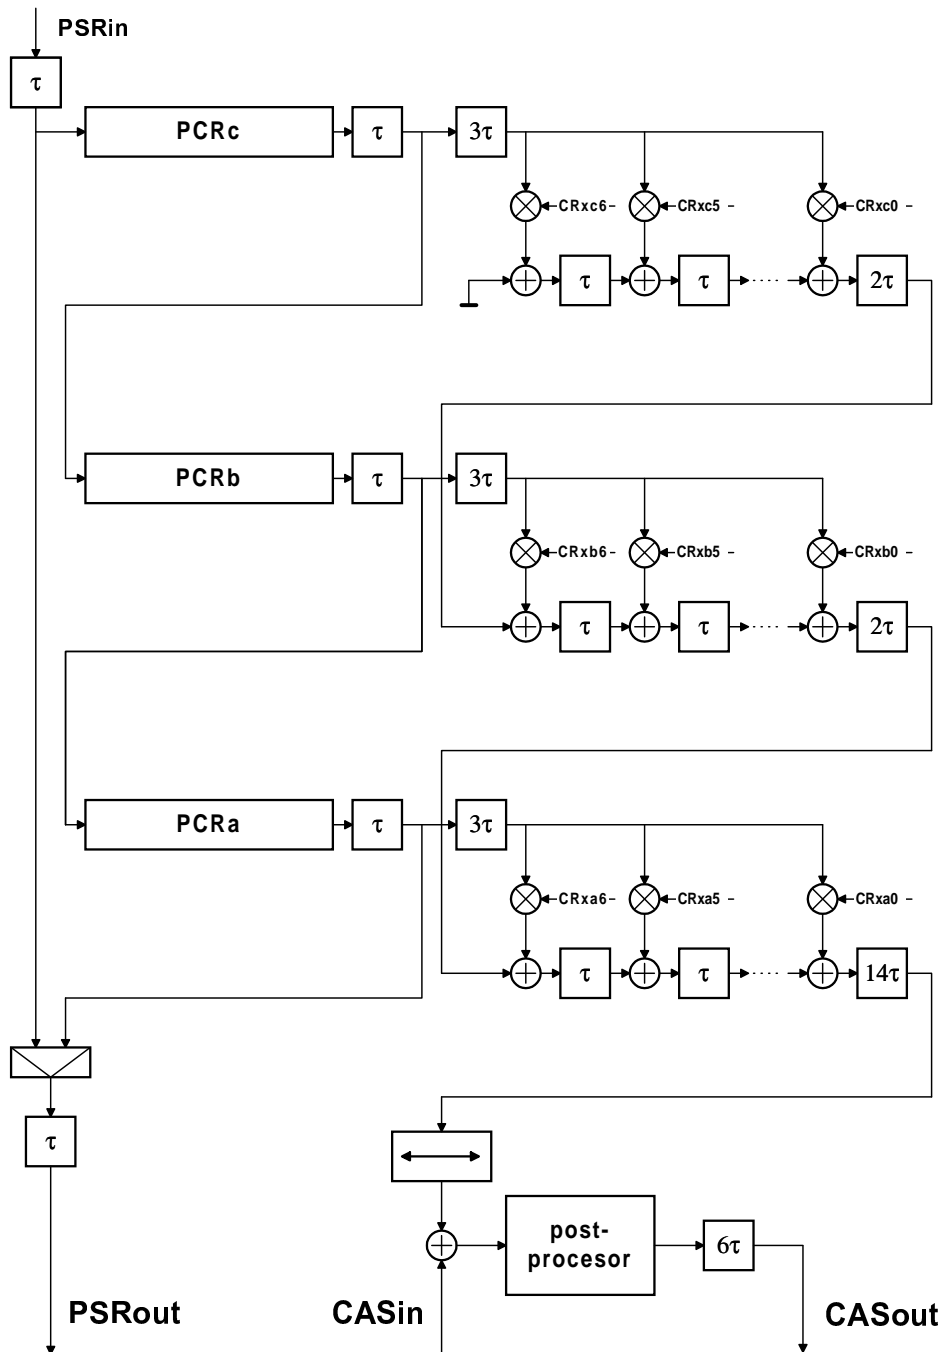 PSRin
τ
PCRc τ 3τ
CRxc6 CRxc5 CRxc0
τ τ 2τ
PCRb τ 3τ
CRxb6 CRxb5 CRxb0
τ τ 2τ
PCRa τ 3τ
CRxa6 CRxa5 CRxa0
τ τ 14τ
τ
post-
procesor
6τ
PSRout CASin CASout